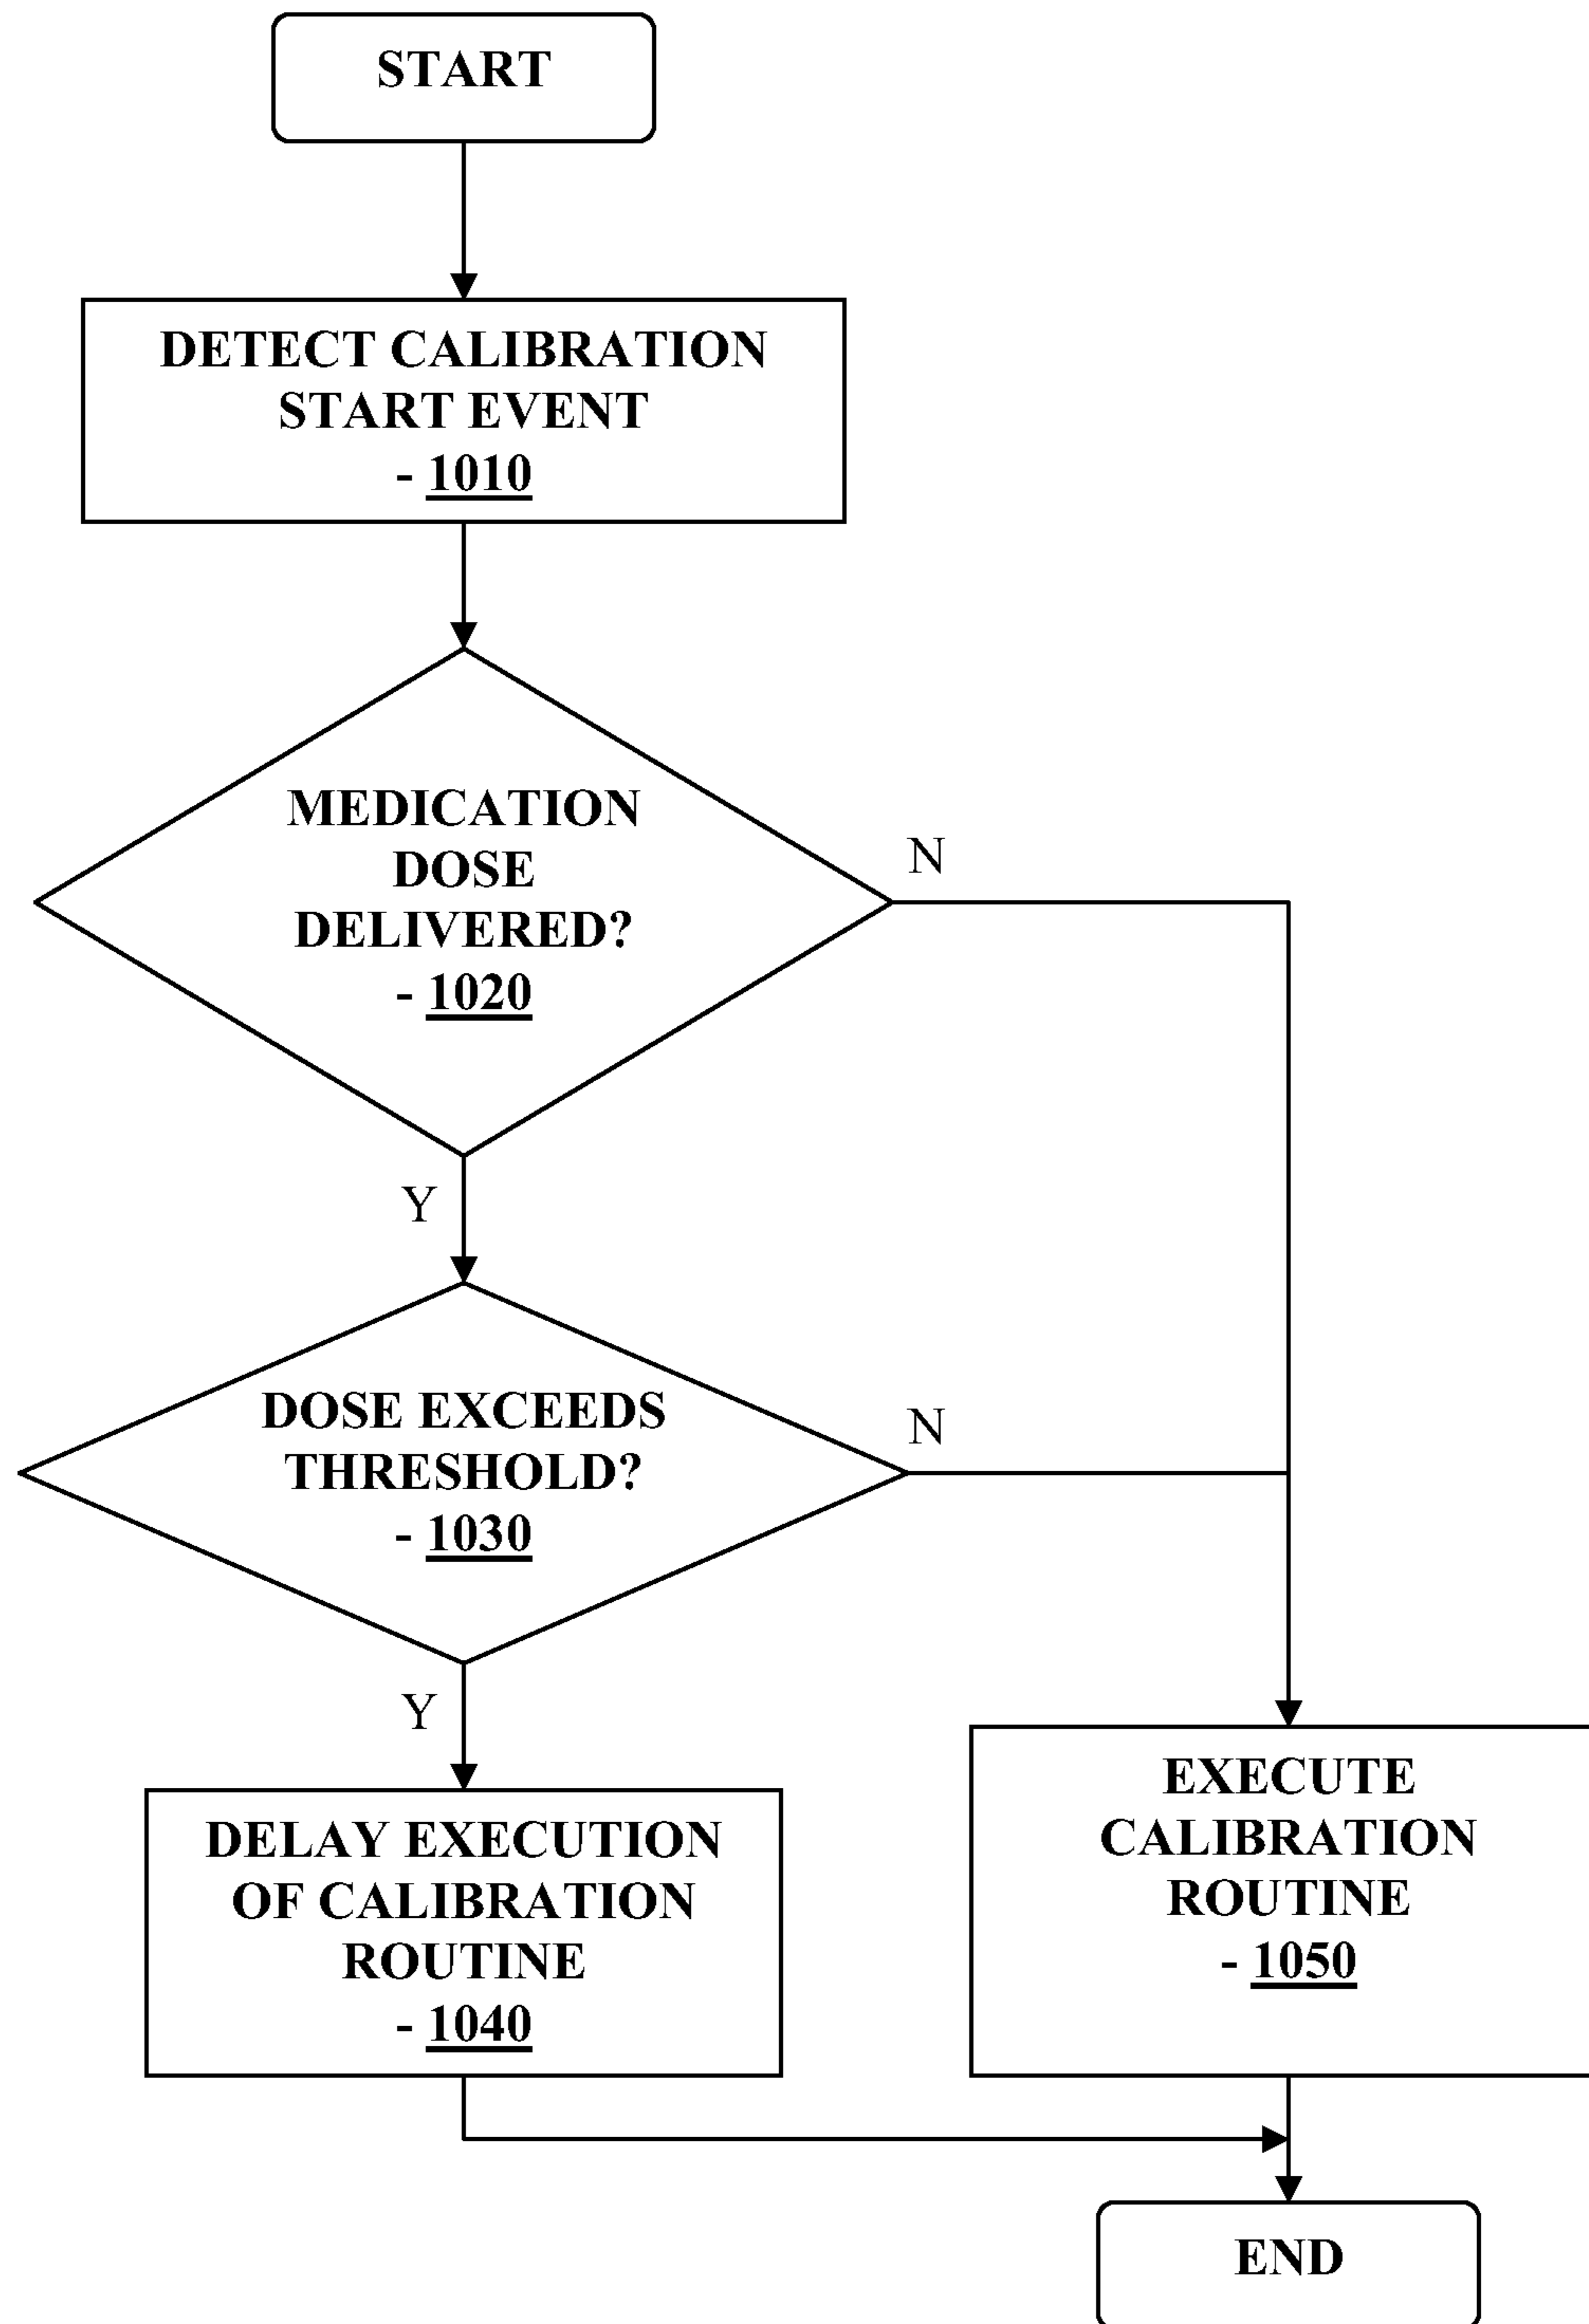 START
DETECT CALIBRATION
START EVENT
- 1010
MEDICATION
DOSE
DELIVERED?
- 1020
N
Y
DOSE EXCEEDS
THRESHOLD?
- 1030
N
Y
DELAY EXECUTION
OF CALIBRATION
ROUTINE
- 1040
EXECUTE
CALIBRATION
ROUTINE
- 1050
END